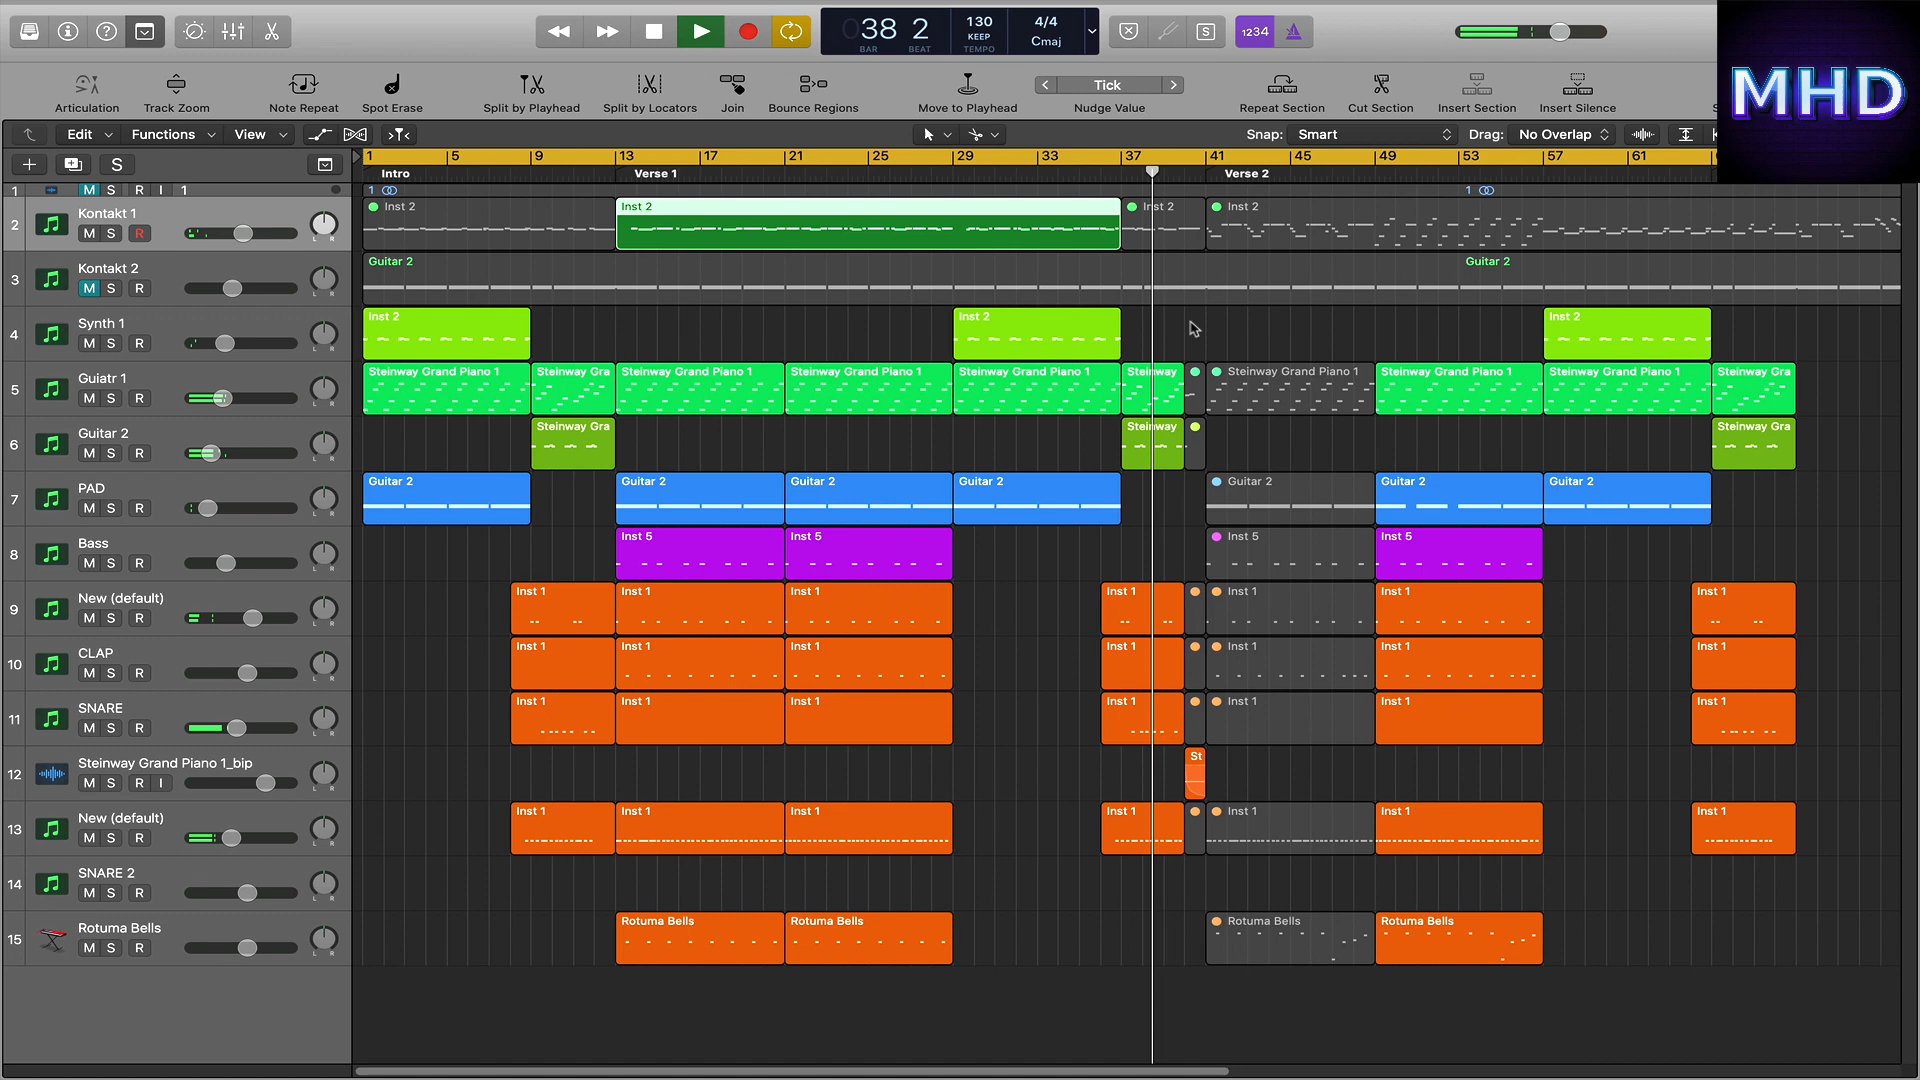 38 2
BAR BEAT
130
KEEP
TEMPO
4/4
Cmaj
S
1234
MHD
Articulation
Track Zoom
Note Repeat
Spot Erase
Split by Playhead
Split by Locators
Join
Bounce Regions
Move to Playhead
Tick
Nudge Value
Repeat Section
Cut Section
Insert Section
Insert Silence
Edit
Functions
View
Snap: Smart
Drag: No Overlap
S
1 5 9 13 17 21 25 29 33 37 41 45 49 53 57 61
Intro
Verse 1
Verse 2
1 M S R I 1
1
1
2 Kontakt 1
M S R
L R
Inst 2
Inst 2
Inst 2
Inst 2
3 Kontakt 2
M S R
L R
Guitar 2
Guitar 2
4 Synth 1
M S R
L R
Inst 2
Inst 2
Inst 2
5 Guiatr 1
M S R
L R
Steinway Grand Piano 1
Steinway Gra
Steinway Grand Piano 1
Steinway Grand Piano 1
Steinway Grand Piano 1
Steinway
Steinway Grand Piano 1
Steinway Grand Piano 1
Steinway Grand Piano 1
Steinway Gra
6 Guitar 2
M S R
L R
Steinway Gra
Steinway
Steinway Gra
7 PAD
M S R
L R
Guitar 2
Guitar 2
Guitar 2
Guitar 2
Guitar 2
Guitar 2
Guitar 2
8 Bass
M S R
L R
Inst 5
Inst 5
Inst 5
Inst 5
9 New (default)
M S R
L R
Inst 1
Inst 1
Inst 1
Inst 1
Inst 1
Inst 1
Inst 1
10 CLAP
M S R
L R
Inst 1
Inst 1
Inst 1
Inst 1
Inst 1
Inst 1
Inst 1
11 SNARE
M S R
L R
Inst 1
Inst 1
Inst 1
Inst 1
Inst 1
Inst 1
Inst 1
12 Steinway Grand Piano 1_bip
M S R I
L R
St
13 New (default)
M S R
L R
Inst 1
Inst 1
Inst 1
Inst 1
Inst 1
Inst 1
Inst 1
14 SNARE 2
M S R
L R
15 Rotuma Bells
M S R
L R
Rotuma Bells
Rotuma Bells
Rotuma Bells
Rotuma Bells